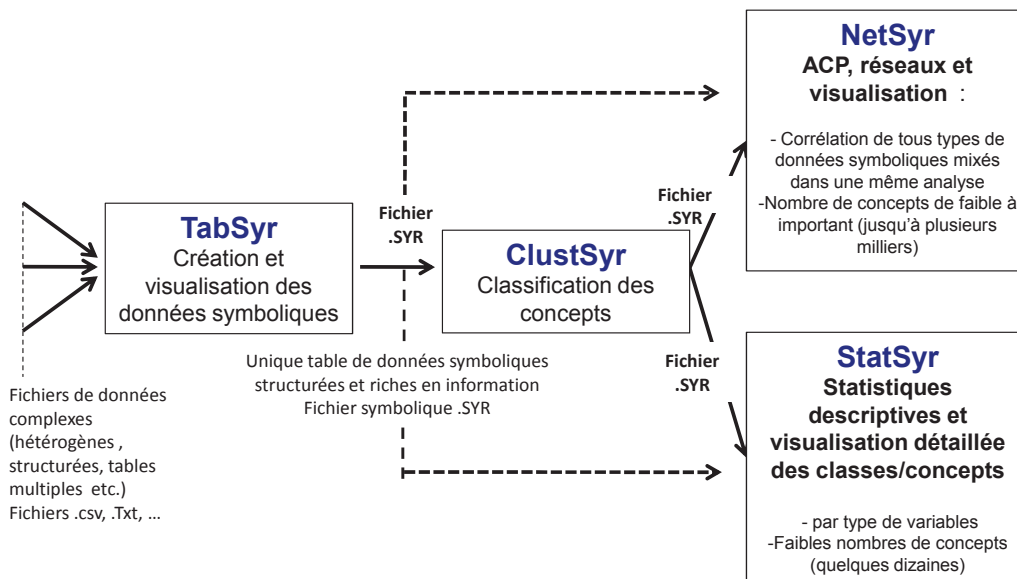 Fichiers de données
complexes
(hétérogènes ,
structurées, tables
multiples etc.)
Fichiers .csv, .Txt, ...
TabSyr
Création et
visualisation des
données symboliques
Fichier
.SYR
Unique table de données symboliques
structurées et riches en information
Fichier symbolique .SYR
ClustSyr
Classification des
concepts
Fichier
.SYR
Fichier
.SYR
NetSyr
ACP, réseaux et
visualisation :
- Corrélation de tous types de
données symboliques mixés
dans une même analyse
-Nombre de concepts de faible à
important (jusqu’à plusieurs
milliers)
StatSyr
Statistiques
descriptives et
visualisation détaillée
des classes/concepts
- par type de variables
-Faibles nombres de concepts
(quelques dizaines)